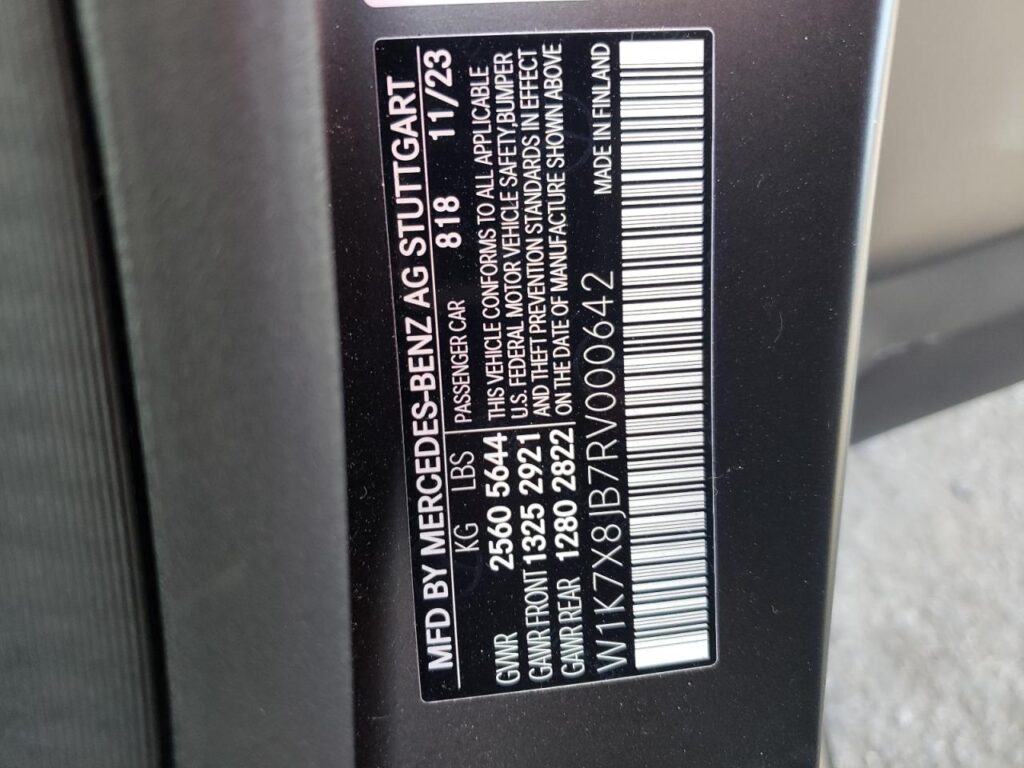 MFD BY MERCEDES-BENZ AG STUTTGART
KG LBS PASSENGER CAR 818 11/23
GVWR 2560 5644 THIS VEHICLE CONFORMS TO ALL APPLICABLE
GAWR FRONT 1325 2921 U.S. FEDERAL MOTOR VEHICLE SAFETY, BUMPER
AND THEFT PREVENTION STANDARDS IN EFFECT
GAWR REAR 1280 2822 ON THE DATE OF MANUFACTURE SHOWN ABOVE
MADE IN FINLAND
W1K7X8JB7RV000642